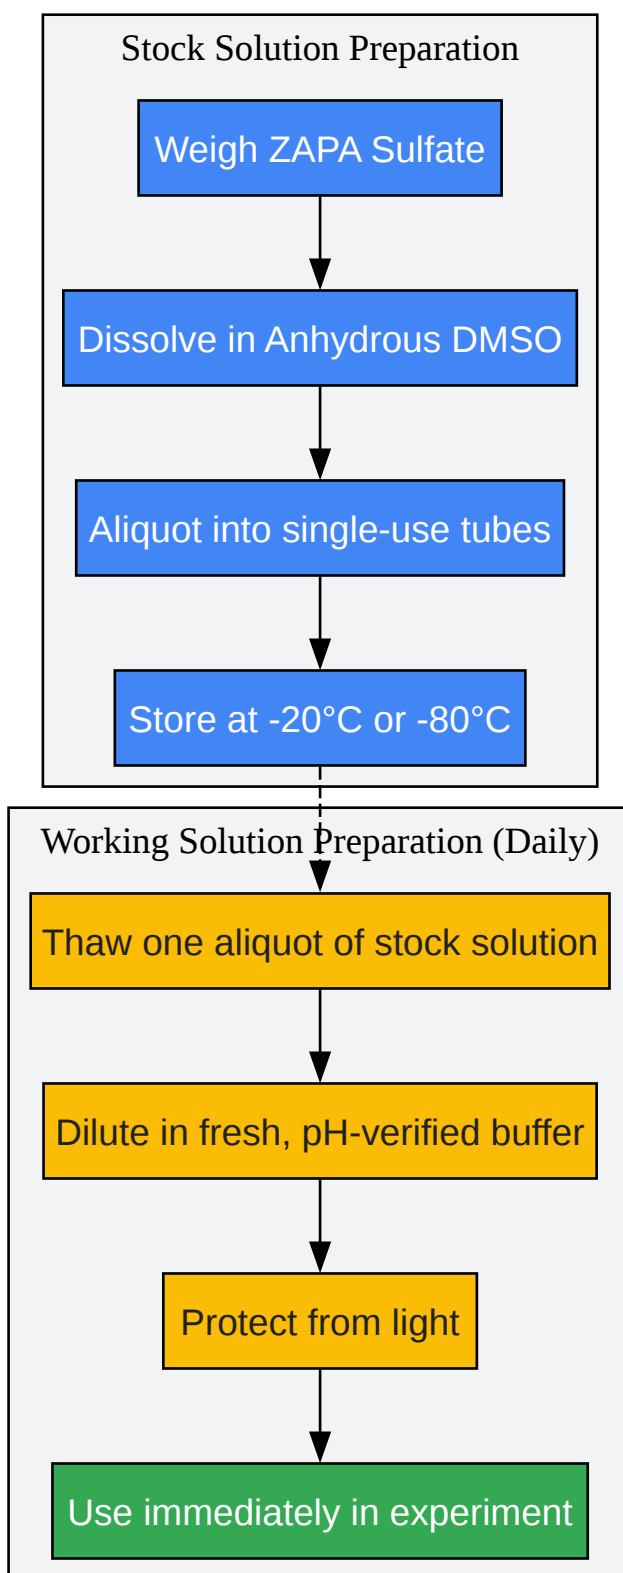 Stock Solution Preparation
Weigh ZAPA Sulfate
Dissolve in Anhydrous DMSO
Aliquot into single-use tubes
Store at -20°C or -80°C
Working Solution Preparation (Daily)
Thaw one aliquot of stock solution
Dilute in fresh, pH-verified buffer
Protect from light
Use immediately in experiment